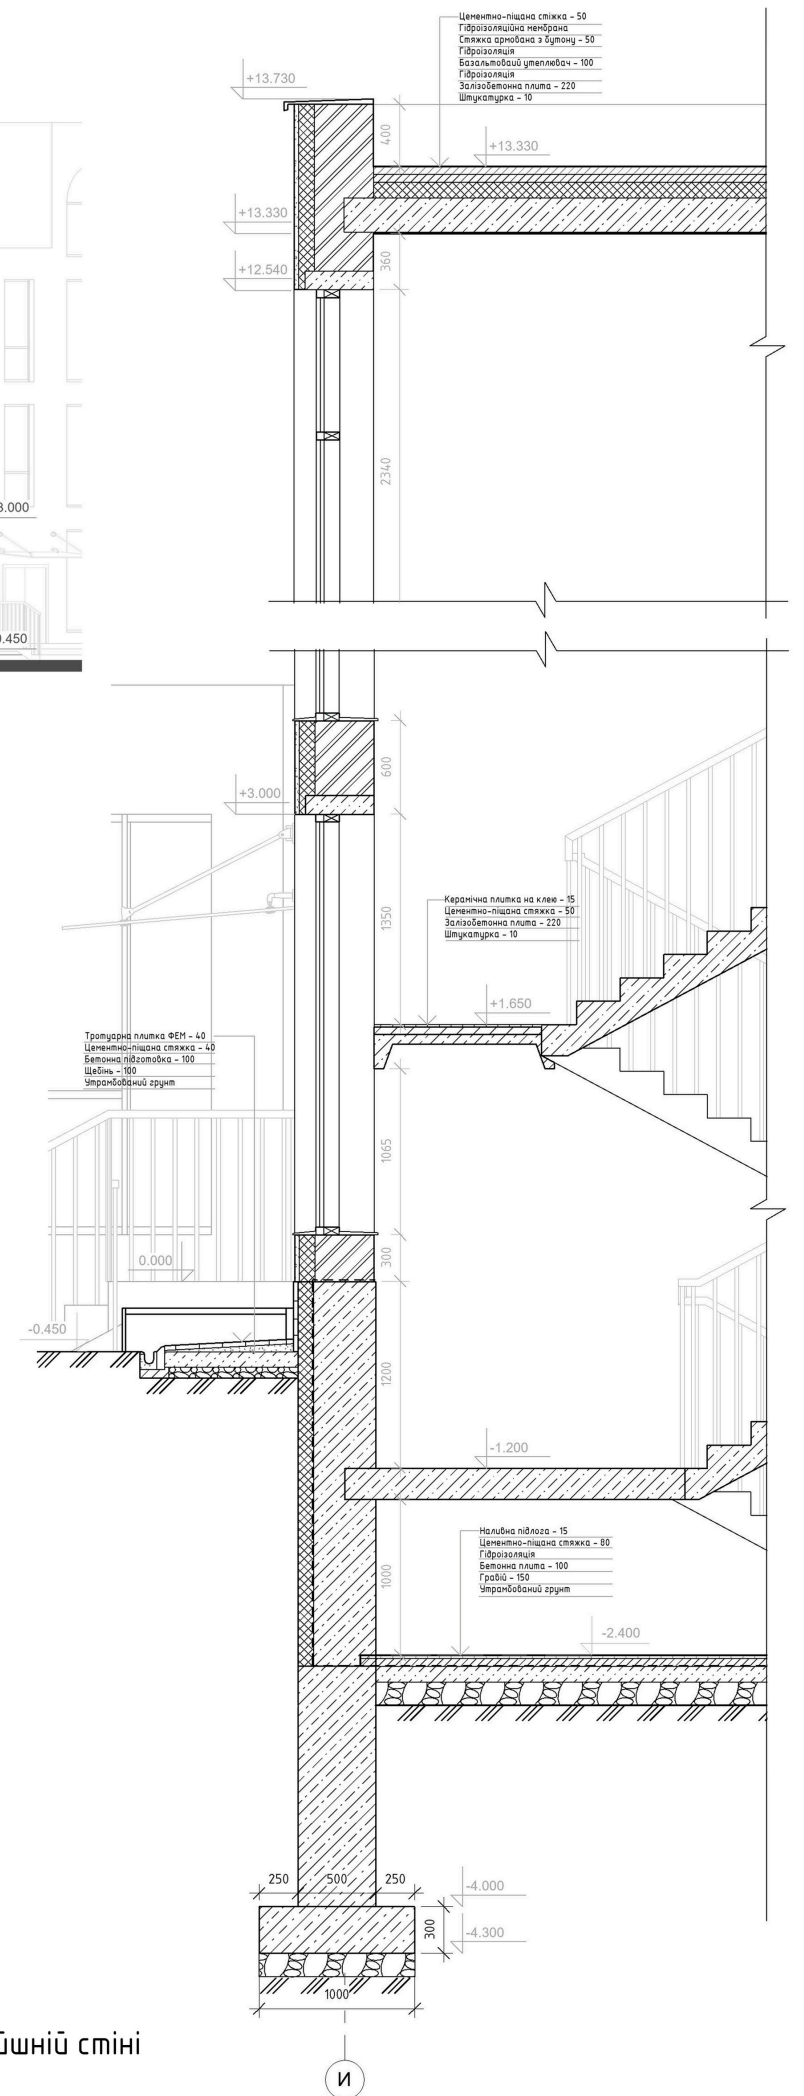 Цементно-піщана стіжка - 50
Гідроізоляційна мембрана
Стяжка армована з бутону - 50
Гідроізоляція
Базальтоваий утеплювач - 100
Гідроізоляція
Залізобетонна плита - 220
Штукатурка - 10
+13.730
400
+13.330
+13.330
360
+12.540
2340
3.000
0.450
600
+3.000
1350
Керамічна плитка на клею - 15
Цементно-піщана стяжка - 50
Залізобетонна плита - 220
Штукатурка - 10
+1.650
Тротуарна плитка ФЕМ - 40
Цементно-піщана стяжка - 40
Бетонна підготовка - 100
Щебінь - 100
Утрамбований грунт
1065
300
0.000
-0.450
1200
-1.200
Наливна підлога - 15
Цементно-піщана стяжка - 80
Гідроізоляція
Бетонна плита - 100
Гравій - 150
Утрамбований грунт
1000
-2.400
250 500 250
-4.000
300
-4.300
1000
йшній стіні
И